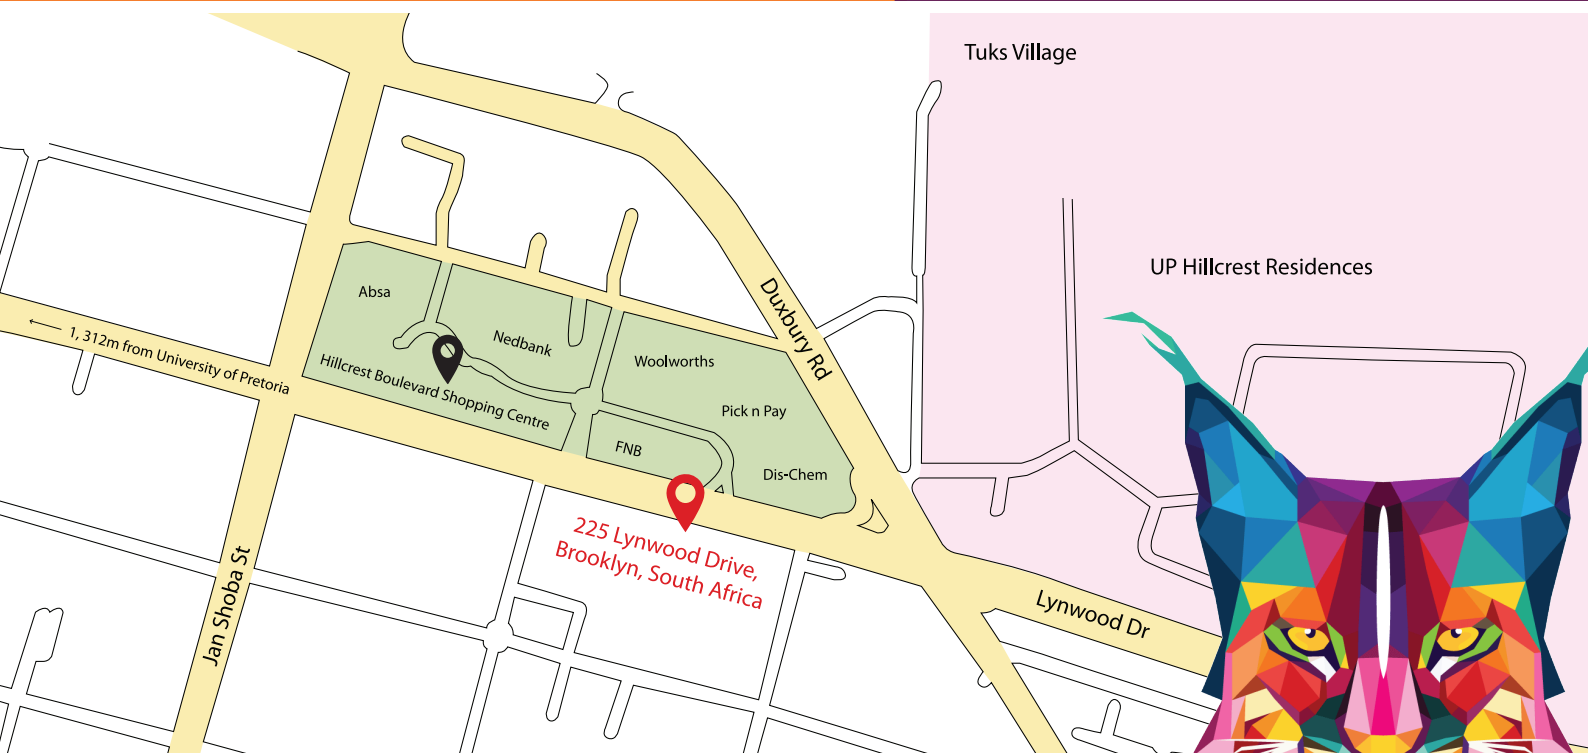 Tuks Village
UP Hillcrest Residences
Duxbury Rd
Absa
Nedbank
Woolworths
← 1, 312m from University of Pretoria
Hillcrest Boulevard Shopping Centre
Pick n Pay
FNB
Dis-Chem
225 Lynwood Drive,
Brooklyn, South Africa
Jan Shoba St
Lynwood Dr